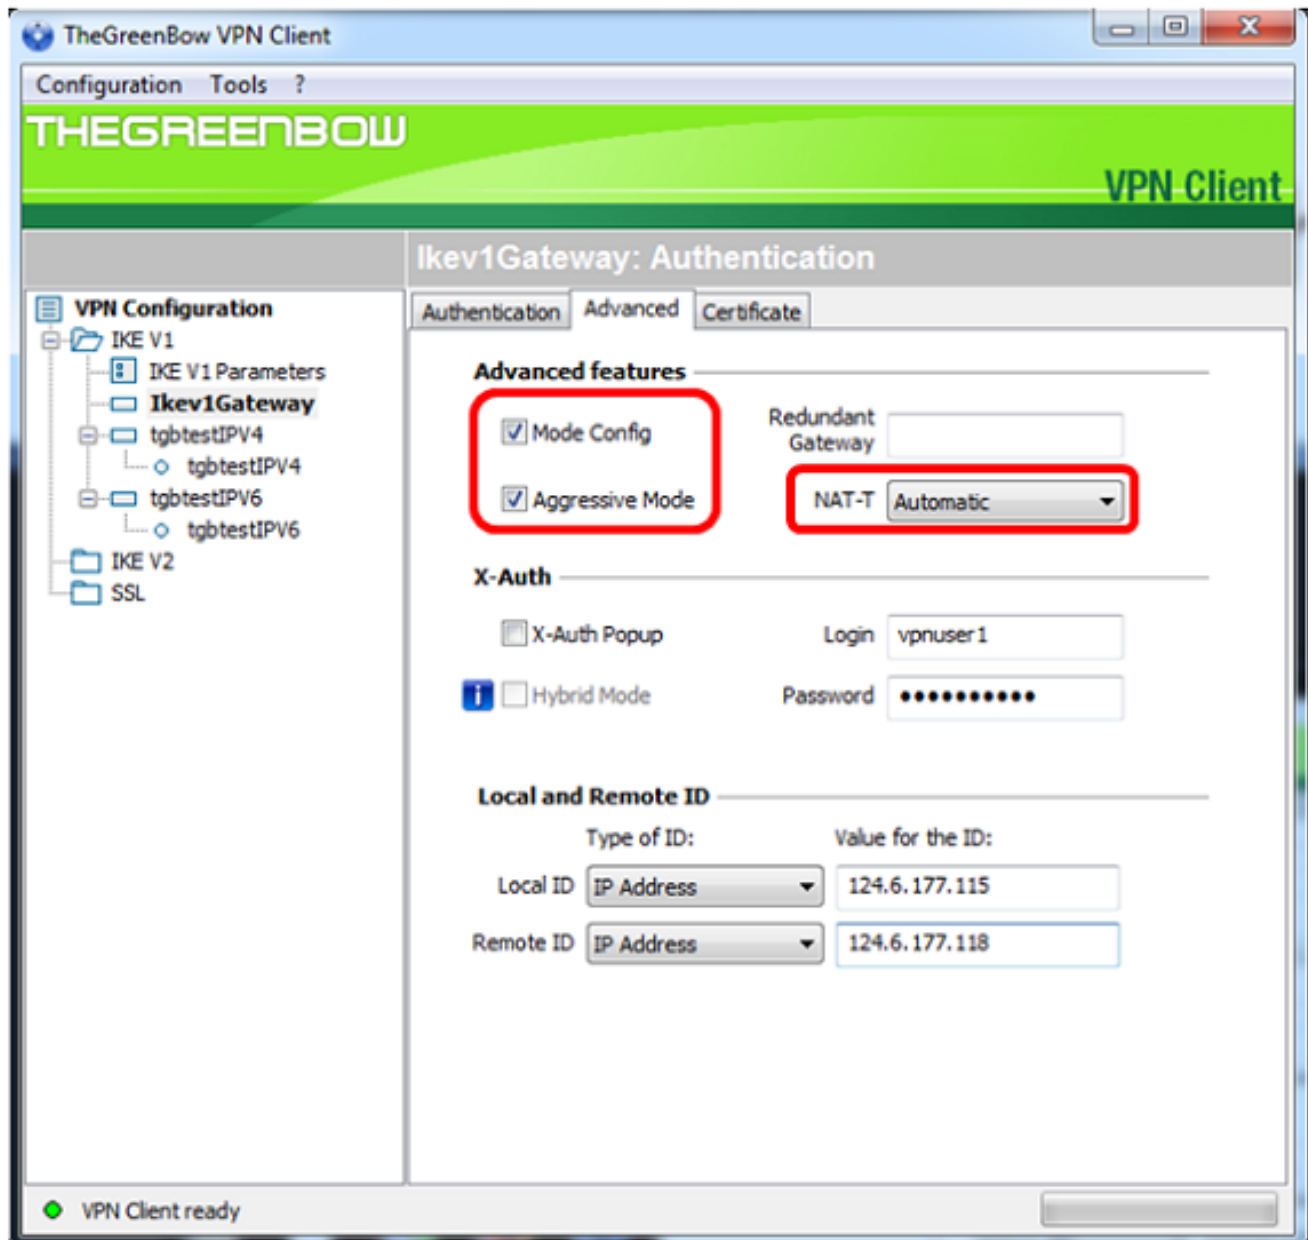 TheGreenBow VPN Client
Configuration Tools ?
THEGREENBOW
VPN Client
Ikev1Gateway: Authentication
VPN Configuration
IKE V1
IKE V1 Parameters
Ikev1Gateway
tgbtestIPV4
tgbtestIPV4
tgbtestIPV6
tgbtestIPV6
IKE V2
SSL
Authentication Advanced Certificate
Advanced features
Mode Config
Redundant
Gateway
Aggressive Mode
NAT-T Automatic
X-Auth
X-Auth Popup
Login vpnuser1
Hybrid Mode
Password ●●●●●●●●●●
Local and Remote ID
Type of ID: Value for the ID:
Local ID IP Address 124.6.177.115
Remote ID IP Address 124.6.177.118
VPN Client ready